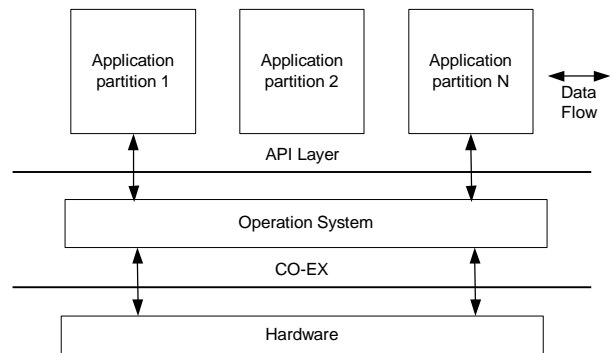 Application
partition 1
Application
partition 2
Application
partition N
Data
Flow
API Layer
Operation System
CO-EX
Hardware